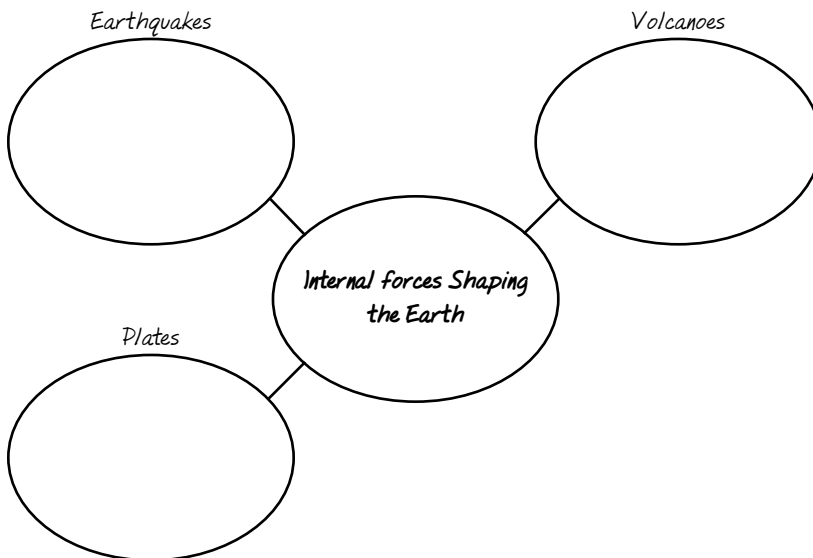 Earthquakes
Volcanoes
Internal forces Shaping
the Earth
Plates